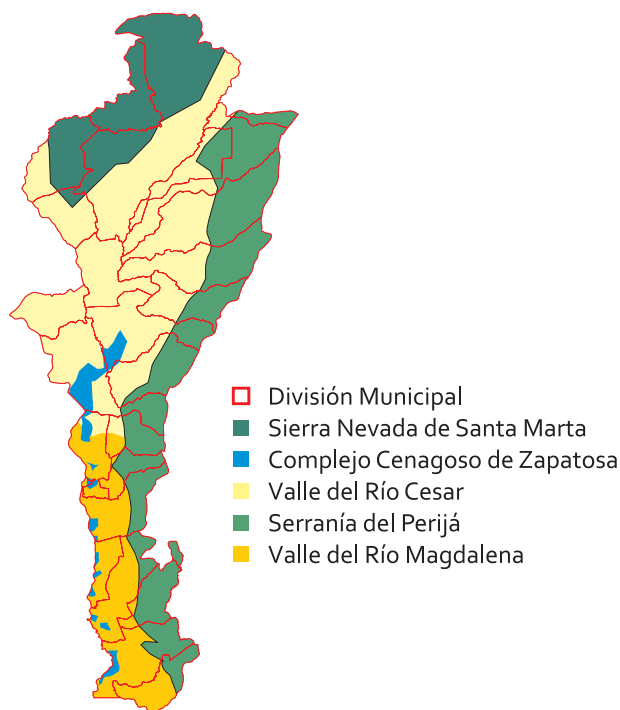 División Municipal
Sierra Nevada de Santa Marta
Complejo Cenagoso de Zapatosa
Valle del Río Cesar
Serranía del Perijá
Valle del Río Magdalena